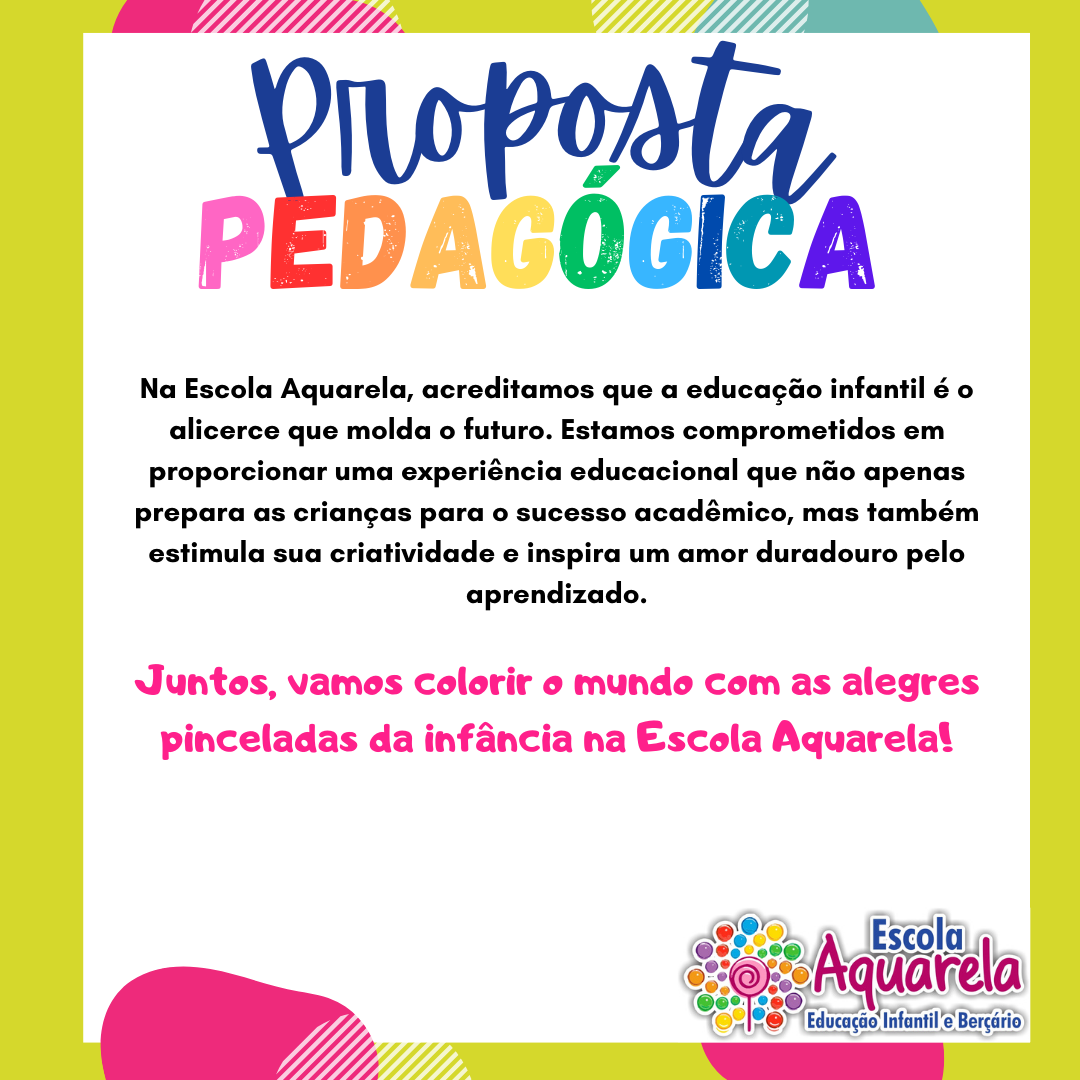 Proposta
PEDAGÓGICA
Na Escola Aquarela, acreditamos que a educação infantil é o
alicerce que molda o futuro. Estamos comprometidos em
proporcionar uma experiência educacional que não apenas
prepara as crianças para o sucesso acadêmico, mas também
estimula sua criatividade e inspira um amor duradouro pelo
aprendizado.
Juntos, vamos colorir o mundo com as alegres
pinceladas da infância na Escola Aquarela!
Escola
Aquarela
Educação Infantil e Berçário